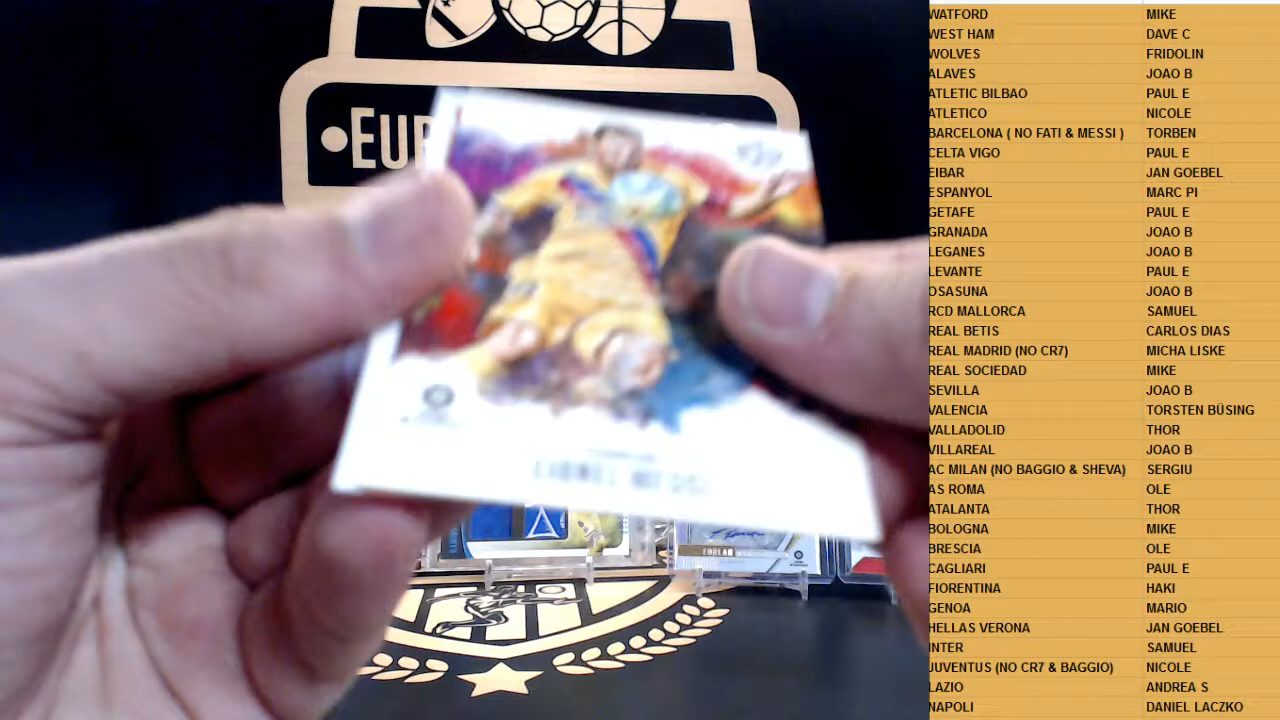 EUR
LIONEL MESSI
WATFORD MIKE
WEST HAM DAVE C
WOLVES FRIDOLIN
ALAVES JOAO B
ATLETIC BILBAO PAUL E
ATLETICO NICOLE
BARCELONA ( NO FATI & MESSI ) TORBEN
CELTA VIGO PAUL E
EIBAR JAN GOEBEL
ESPANYOL MARC PI
GETAFE PAUL E
GRANADA JOAO B
LEGANES JOAO B
LEVANTE PAUL E
OSASUNA JOAO B
RCD MALLORCA SAMUEL
REAL BETIS CARLOS DIAS
REAL MADRID (NO CR7) MICHA LISKE
REAL SOCIEDAD MIKE
SEVILLA JOAO B
VALENCIA TORSTEN BÜSING
VALLADOLID THOR
VILLAREAL JOAO B
AC MILAN (NO BAGGIO & SHEVA) SERGIU
AS ROMA OLE
ATALANTA THOR
BOLOGNA MIKE
BRESCIA OLE
CAGLIARI PAUL E
FIORENTINA HAKI
GENOA MARIO
HELLAS VERONA JAN GOEBEL
INTER SAMUEL
JUVENTUS (NO CR7 & BAGGIO) NICOLE
LAZIO ANDREA S
NAPOLI DANIEL LACZKO